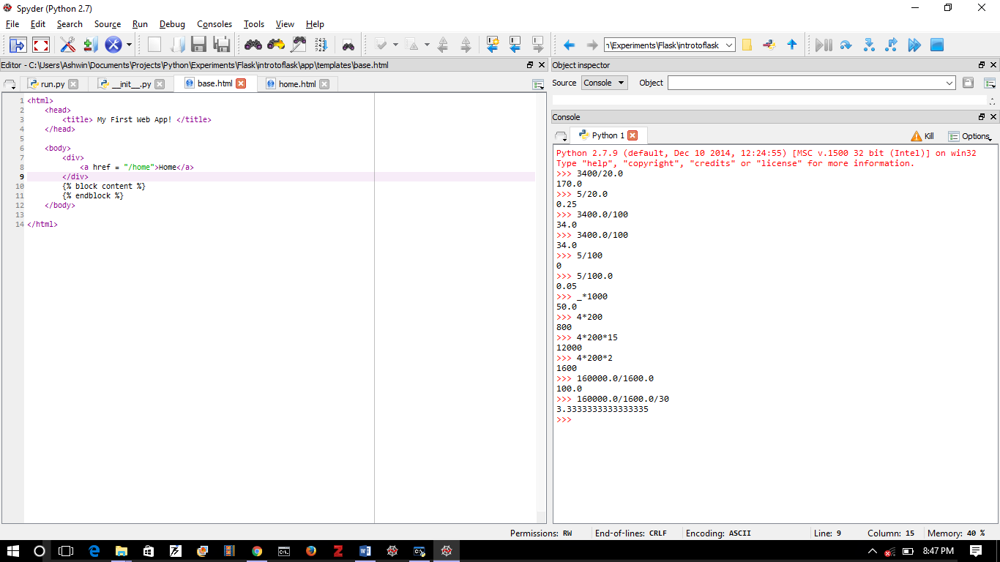 Spyder (Python 2.7)
File Edit Search Source Run Debug Consoles Tools View Help
ı\Experiments\Flask\introtoflask
Editor - C:\Users\Ashwin\Documents\Projects\Python\Experiments\Flask\introtoflask\app\templates\base.html
run.py __init__.py base.html home.html
1 <html>
2 <head>
3 <title> My First Web App! </title>
4 </head>
5
6 <body>
7 <div>
8 <a href = "/home">Home</a>
9 </div>
10 {% block content %}
11 {% endblock %}
12 </body>
13
14 </html>
Object inspector
Source Console Object
Console
Python 1 Kill Options
Python 2.7.9 (default, Dec 10 2014, 12:24:55) [MSC v.1500 32 bit (Intel)] on win32
Type "help", "copyright", "credits" or "license" for more information.
>>> 3400/20.0
170.0
>>> 5/20.0
0.25
>>> 3400.0/100
34.0
>>> 3400.0/100
34.0
>>> 5/100
0
>>> 5/100.0
0.05
>>> _*1000
50.0
>>> 4*200
800
>>> 4*200*15
12000
>>> 4*200*2
1600
>>> 160000.0/1600.0
100.0
>>> 160000.0/1600.0/30
3.3333333333333335
>>>
Permissions: RW End-of-lines: CRLF Encoding: ASCII Line: 9 Column: 15 Memory: 40 %
8:47 PM